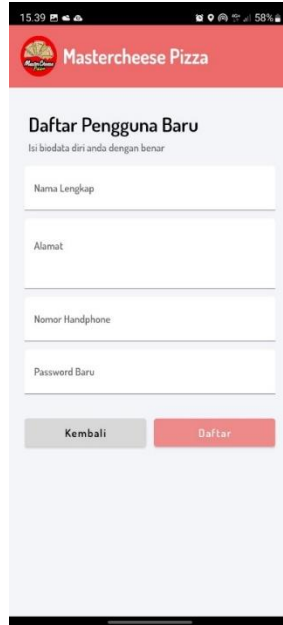 15.39
58%
Mastercheese Pizza
Daftar Pengguna Baru
Isi biodata diri anda dengan benar
Nama Lengkap
Alamat
Nomor Handphone
Password Baru
Kembali
Daftar